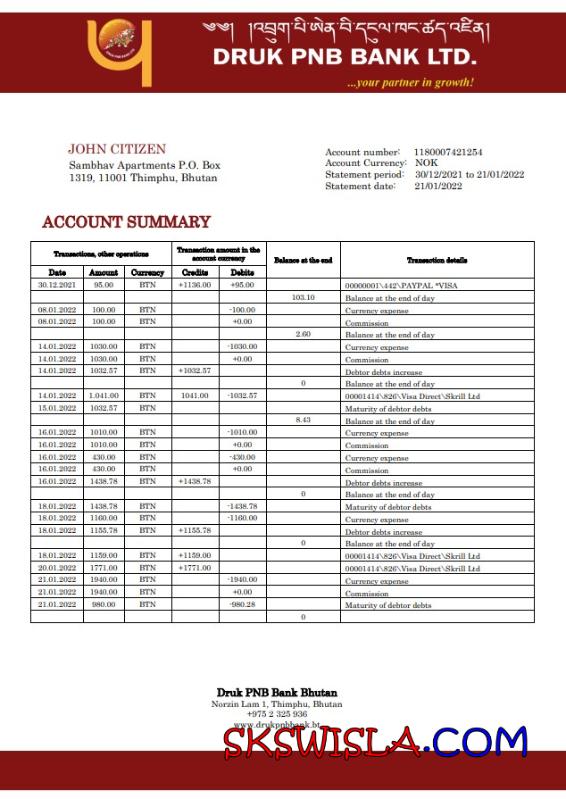 ༄༅། །འབྲུག་པི་ཨེན་བི་དངུལ་ཁང་ཚད་འཛིན།
DRUK PNB BANK LTD.
...your partner in growth!
DRUK PNB BANK LTD
JOHN CITIZEN
Sambhav Apartments P.O. Box
1319, 11001 Thimphu, Bhutan
Account number: 1180007421254
Account Currency: NOK
Statement period: 30/12/2021 to 21/01/2022
Statement date: 21/01/2022
ACCOUNT SUMMARY
Transactions, other operations Transaction amount in the account currency Balance at the end Transaction details
Date Amount Currency Credits Debits
30.12.2021 95.00 BTN +1136.00 +95.00 00000001\442\PAYPAL *VISA
103.10 Balance at the end of day
08.01.2022 100.00 BTN -100.00 Currency expense
08.01.2022 100.00 BTN +0.00 Commission
2.60 Balance at the end of day
14.01.2022 1030.00 BTN -1030.00 Currency expense
14.01.2022 1030.00 BTN +0.00 Commission
14.01.2022 1032.57 BTN +1032.57 Debtor debts increase
0 Balance at the end of day
14.01.2022 1.041.00 BTN 1041.00 -1032.57 00001414\826\Visa Direct\Skrill Ltd
15.01.2022 1032.57 BTN Maturity of debtor debts
8.43 Balance at the end of day
16.01.2022 1010.00 BTN -1010.00 Currency expense
16.01.2022 1010.00 BTN +0.00 Commission
16.01.2022 430.00 BTN -430.00 Currency expense
16.01.2022 430.00 BTN +0.00 Commission
16.01.2022 1438.78 BTN +1438.78 Debtor debts increase
0 Balance at the end of day
18.01.2022 1438.78 BTN -1438.78 Maturity of debtor debts
18.01.2022 1160.00 BTN -1160.00 Currency expense
18.01.2022 1155.78 BTN +1155.78 Debtor debts increase
0 Balance at the end of day
18.01.2022 1159.00 BTN +1159.00 00001414\826\Visa Direct\Skrill Ltd
20.01.2022 1771.00 BTN +1771.00 00001414\826\Visa Direct\Skrill Ltd
21.01.2022 1940.00 BTN -1940.00 Currency expense
21.01.2022 1940.00 BTN +0.00 Commission
21.01.2022 980.00 BTN -980.28 Maturity of debtor debts
0
Druk PNB Bank Bhutan
Norzin Lam 1, Thimphu, Bhutan
+975 2 325 936
www.drukpnbbank.bt
SKSWISLA.COM